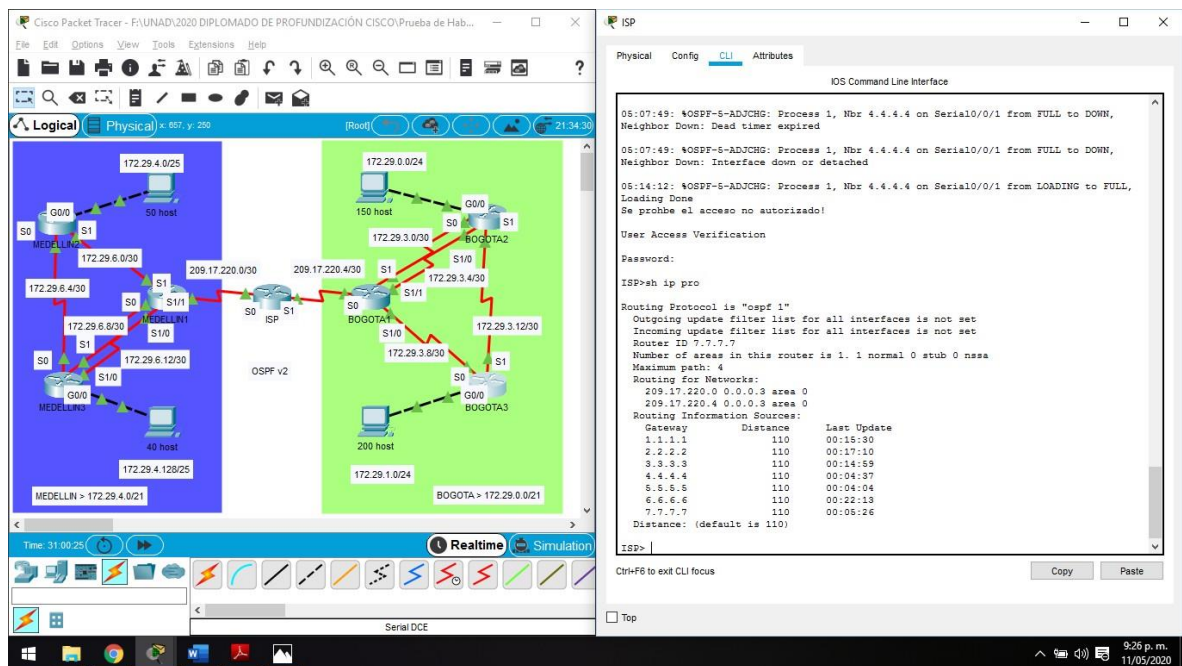 Cisco Packet Tracer - F:\UNAD\2020 DIPLOMADO DE PROFUNDIZACIÓN CISCO\Prueba de Hab...
File Edit Options View Tools Extensions Help
?
Logical Physical x: 657, y: 250 [Root] 21:34:30
172.29.4.0/25
50 host
G0/0
S0
S1
MEDELLIN2
172.29.6.0/30
172.29.6.4/30
S1
S0
S1/1
MEDELLIN1
172.29.6.8/30
S1/0
S1
S0
172.29.6.12/30
S1/0
G0/0
MEDELLIN3
40 host
172.29.4.128/25
MEDELLIN > 172.29.4.0/21
209.17.220.0/30
209.17.220.4/30
S0
ISP
S1
OSPF v2
172.29.0.0/24
150 host
G0/0
S0
S1
BOGOTA2
172.29.3.0/30
S1/0
172.29.3.4/30
S1
S1/1
S0
BOGOTA1
S1/0
172.29.3.12/30
172.29.3.8/30
S1
S0
G0/0
BOGOTA3
200 host
172.29.1.0/24
BOGOTA > 172.29.0.0/21
Time: 31:00:25
Realtime Simulation
Serial DCE
ISP
Physical Config CLI Attributes
IOS Command Line Interface
05:07:49: %OSPF-5-ADJCHG: Process 1, Nbr 4.4.4.4 on Serial0/0/1 from FULL to DOWN,
Neighbor Down: Dead timer expired
05:07:49: %OSPF-5-ADJCHG: Process 1, Nbr 4.4.4.4 on Serial0/0/1 from FULL to DOWN,
Neighbor Down: Interface down or detached
05:14:12: %OSPF-5-ADJCHG: Process 1, Nbr 4.4.4.4 on Serial0/0/1 from LOADING to FULL,
Loading Done
Se prohbe el acceso no autorizado!
User Access Verification
Password:
ISP>sh ip pro
Routing Protocol is "ospf 1"
Outgoing update filter list for all interfaces is not set
Incoming update filter list for all interfaces is not set
Router ID 7.7.7.7
Number of areas in this router is 1. 1 normal 0 stub 0 nssa
Maximum path: 4
Routing for Networks:
209.17.220.0 0.0.0.3 area 0
209.17.220.4 0.0.0.3 area 0
Routing Information Sources:
Gateway Distance Last Update
1.1.1.1 110 00:15:30
2.2.2.2 110 00:17:10
3.3.3.3 110 00:14:59
4.4.4.4 110 00:04:37
5.5.5.5 110 00:04:04
6.6.6.6 110 00:22:13
7.7.7.7 110 00:05:26
Distance: (default is 110)
ISP>
Ctrl+F6 to exit CLI focus
Copy Paste
Top
9:26 p. m.
11/05/2020